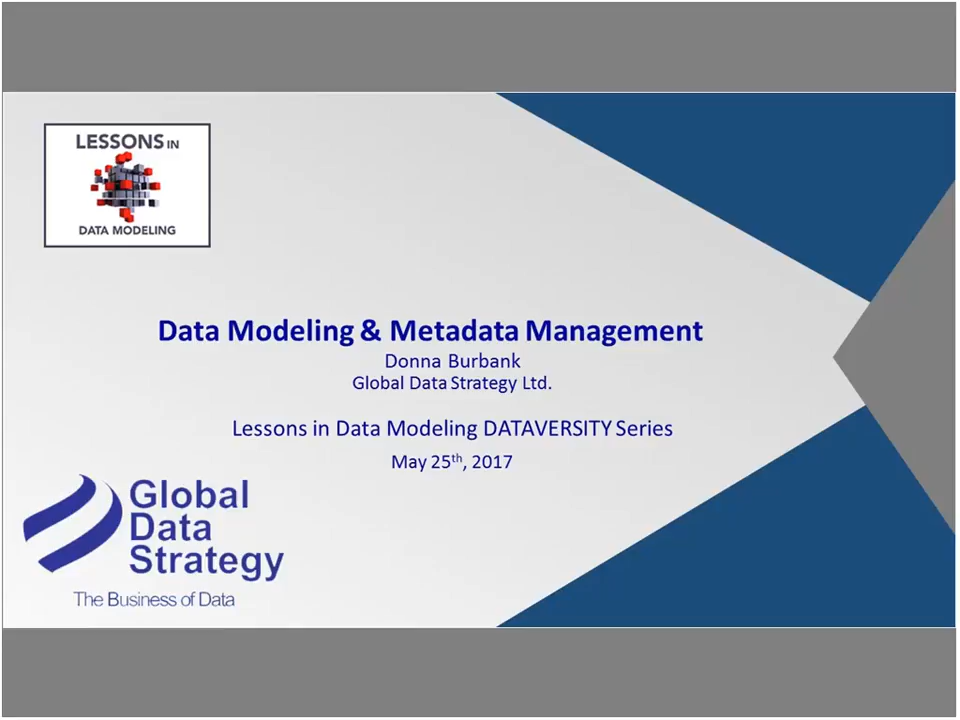 LESSONS IN
DATA MODELING
Data Modeling & Metadata Management
Donna Burbank
Global Data Strategy Ltd.
Lessons in Data Modeling DATAVERSITY Series
May 25th, 2017
Global
Data
Strategy
The Business of Data